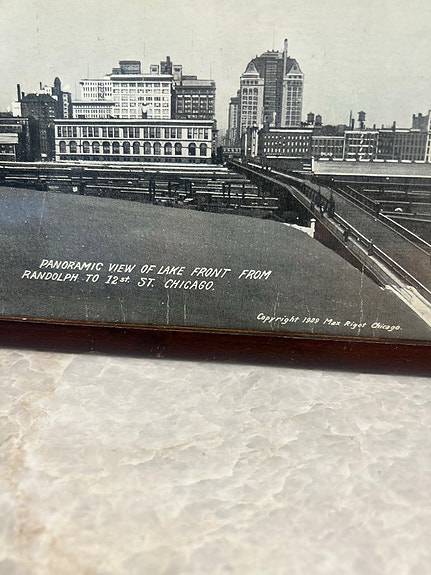 PANORAMIC VIEW OF LAKE FRONT FROM
RANDOLPH TO 12ST. ST. CHICAGO.
Copyright 1929 Max Rigot Chicago.